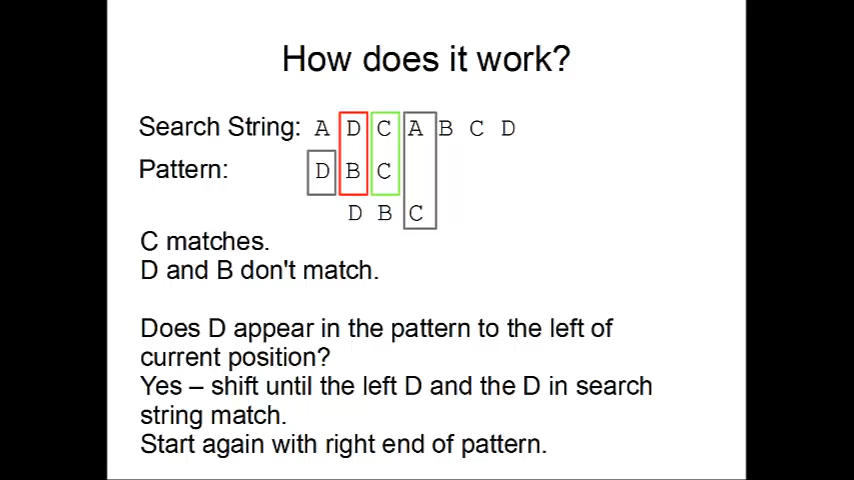 How does it work?
Search String: A D C A B C D
Pattern: D B C
D B C
C matches.
D and B don't match.
Does D appear in the pattern to the left of
current position?
Yes – shift until the left D and the D in search
string match.
Start again with right end of pattern.